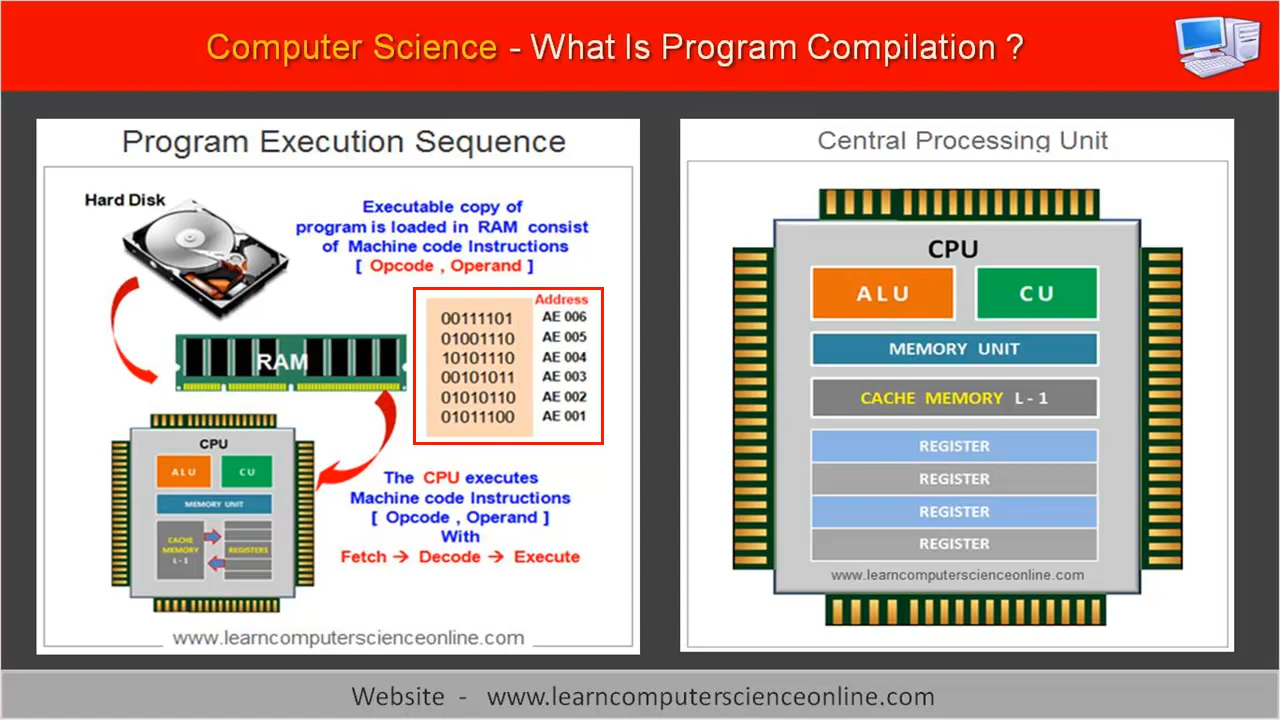 Computer Science - What Is Program Compilation ?
Program Execution Sequence
Hard Disk
Executable copy of
program is loaded in RAM consist
of Machine code Instructions
[ Opcode , Operand ]
Address
00111101 AE 006
01001110 AE 005
10101110 AE 004
00101011 AE 003
01010110 AE 002
01011100 AE 001
RAM
CPU
ALU CU
MEMORY UNIT
CACHE
MEMORY
L - 1
REGISTERS
The CPU executes
Machine code Instructions
[ Opcode , Operand ]
With
Fetch → Decode → Execute
www.learncomputerscienceonline.com
Central Processing Unit
CPU
ALU CU
MEMORY UNIT
CACHE MEMORY L - 1
REGISTER
REGISTER
REGISTER
REGISTER
www.learncomputerscienceonline.com
Website - www.learncomputerscienceonline.com